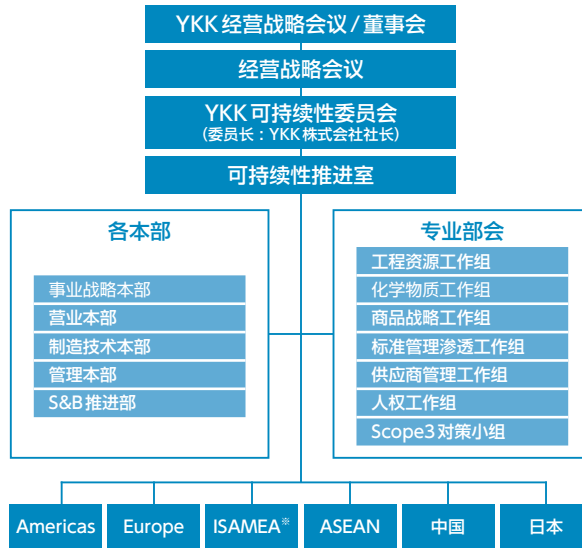 YKK 经营战略会议 / 董事会
经营战略会议
YKK 可持续性委员会
(委员长：YKK 株式会社社长)
可持续性推进室
各本部
事业战略本部
营业本部
制造技术本部
管理本部
S&B 推进部
专业部会
工程资源工作组
化学物质工作组
商品战略工作组
标准管理渗透工作组
供应商管理工作组
人权工作组
Scope3 对策小组
Americas
Europe
ISAMEA※
ASEAN
中国
日本